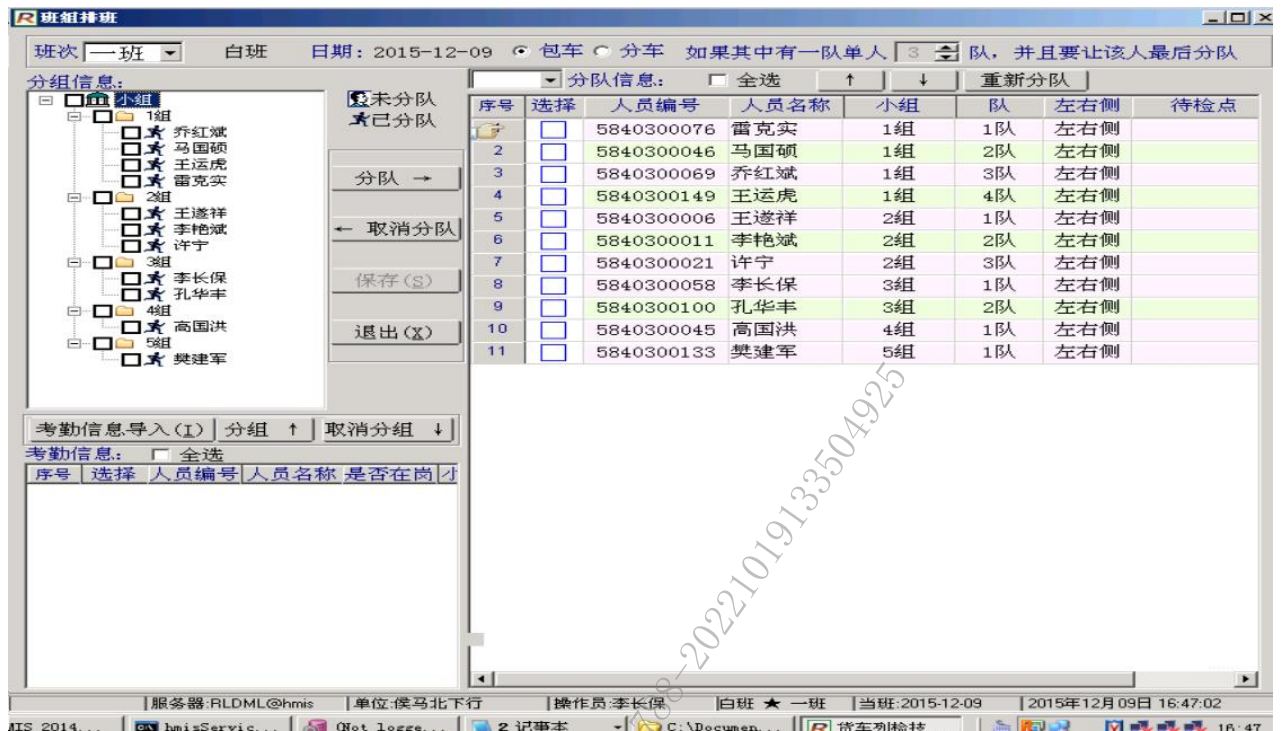 班组排班
班次 一班 白班 日期：2015-12-09 包车 分车 如果其中有一队单人 3 队，并且要让该人最后分队
分组信息:
小组
1组
乔红斌
马国硕
王运虎
雷克实
2组
王遂祥
李艳斌
许宁
3组
李长保
孔华丰
4组
高国洪
5组
樊建军
未分队
已分队
分队 →
← 取消分队
保存(S)
退出(X)
分队信息: 全选 ↑ ↓ 重新分队
序号 选择 人员编号 人员名称 小组 队 左右侧 待检点
5840300076 雷克实 1组 1队 左右侧
2 5840300046 马国硕 1组 2队 左右侧
3 5840300069 乔红斌 1组 3队 左右侧
4 5840300149 王运虎 1组 4队 左右侧
5 5840300006 王遂祥 2组 1队 左右侧
6 5840300011 李艳斌 2组 2队 左右侧
7 5840300021 许宁 2组 3队 左右侧
8 5840300058 李长保 3组 1队 左右侧
9 5840300100 孔华丰 3组 2队 左右侧
10 5840300045 高国洪 4组 1队 左右侧
11 5840300133 樊建军 5组 1队 左右侧
考勤信息导入(I) 分组 ↑ 取消分组 ↓
考勤信息: 全选
序号 选择 人员编号 人员名称 是否在岗 小
788-20221019133504925
服务器:RLDML@hmis 单位:侯马北下行 操作员:李长保 白班 ★ 一班 当班:2015-12-09 2015年12月09日 16:47:02
MIS 2014... hmisServic... (Not logge... 2 记事本 C:\Documen... 货车列检技... 16:47